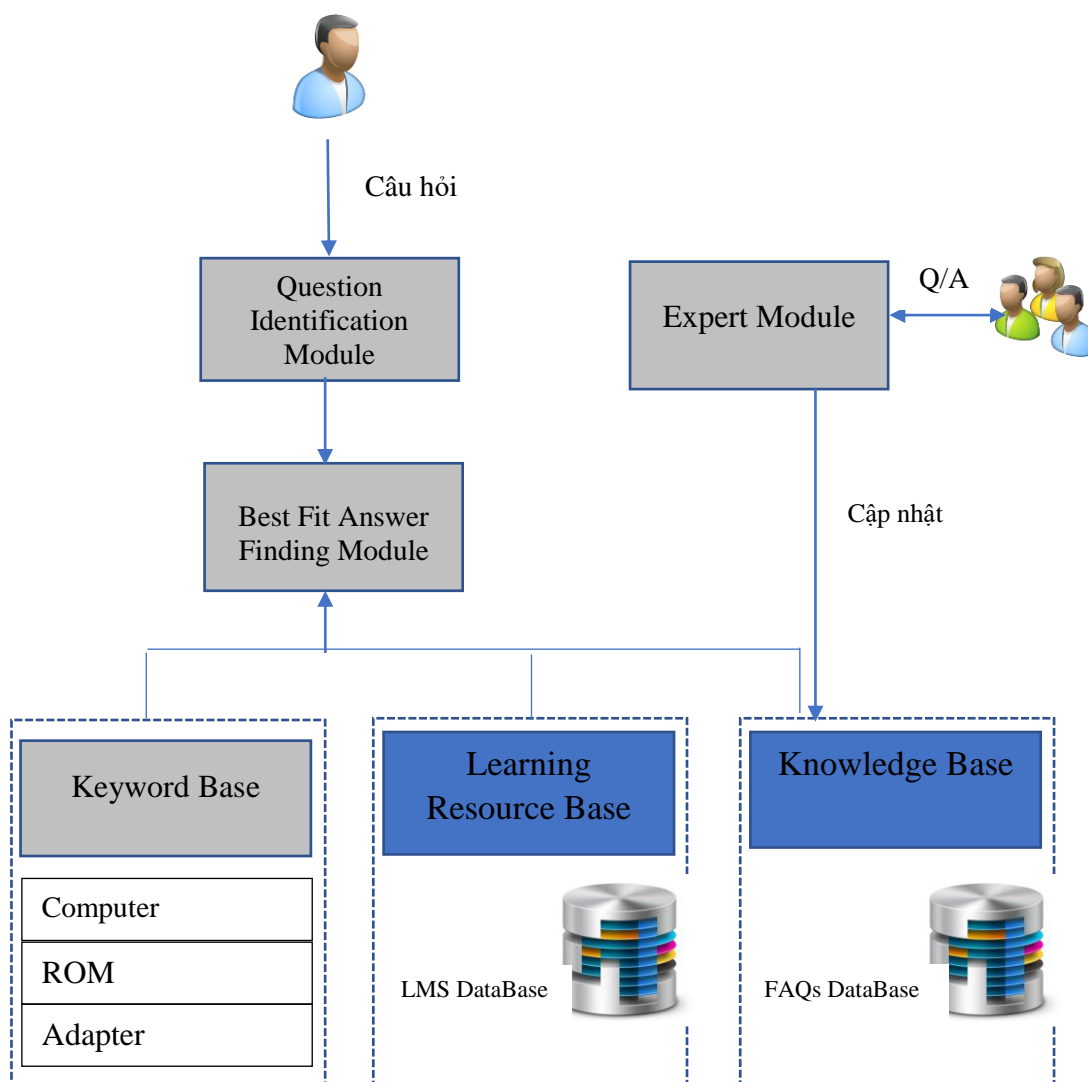 Câu hỏi
Question
Identification
Module
Expert Module
Q/A
Best Fit Answer
Finding Module
Cập nhật
Keyword Base
Learning
Resource Base
Knowledge Base
Computer
ROM
Adapter
LMS DataBase
FAQs DataBase